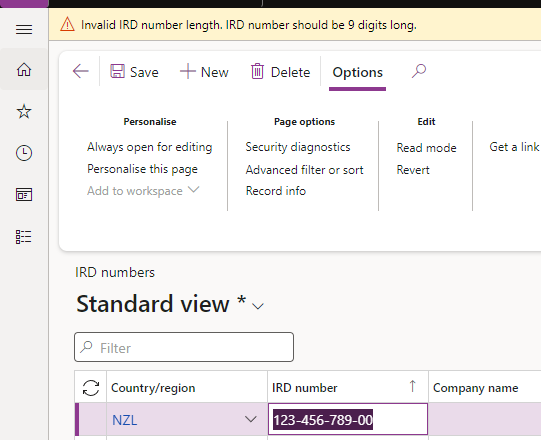 Invalid IRD number length. IRD number should be 9 digits long.
Save New Delete Options
Personalise Page options Edit
Always open for editing Security diagnostics Read mode Get a link
Personalise this page Advanced filter or sort Revert
Add to workspace Record info
IRD numbers
Standard view *
Filter
Country/region IRD number Company name
NZL 123-456-789-00